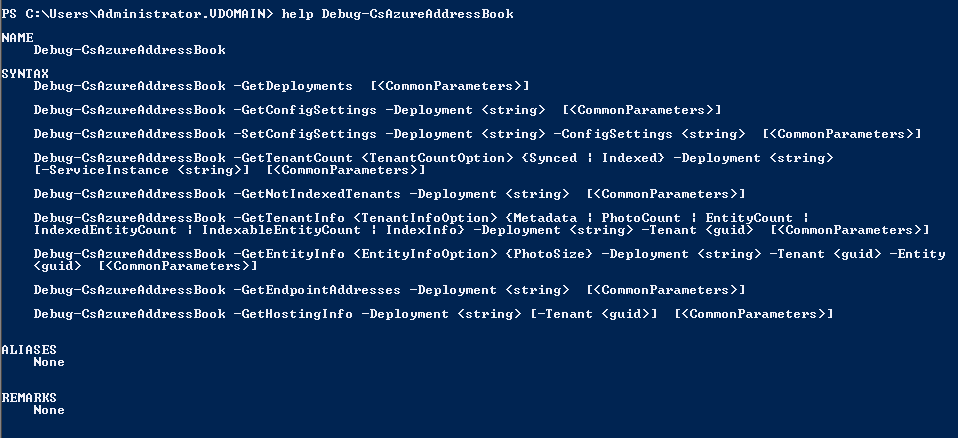 PS C:\Users\Administrator.VDOMAIN> help Debug-CsAzureAddressBook
NAME
Debug-CsAzureAddressBook
SYNTAX
Debug-CsAzureAddressBook -GetDeployments [<CommonParameters>]
Debug-CsAzureAddressBook -GetConfigSettings -Deployment <string> [<CommonParameters>]
Debug-CsAzureAddressBook -SetConfigSettings -Deployment <string> -ConfigSettings <string> [<CommonParameters>]
Debug-CsAzureAddressBook -GetTenantCount <TenantCountOption> {Synced | Indexed} -Deployment <string>
[-ServiceInstance <string>] [<CommonParameters>]
Debug-CsAzureAddressBook -GetNotIndexedTenants -Deployment <string> [<CommonParameters>]
Debug-CsAzureAddressBook -GetTenantInfo <TenantInfoOption> {Metadata | PhotoCount | EntityCount |
IndexedEntityCount | IndexableEntityCount | IndexInfo} -Deployment <string> -Tenant <guid> [<CommonParameters>]
Debug-CsAzureAddressBook -GetEntityInfo <EntityInfoOption> {PhotoSize} -Deployment <string> -Tenant <guid> -Entity
<guid> [<CommonParameters>]
Debug-CsAzureAddressBook -GetEndpointAddresses -Deployment <string> [<CommonParameters>]
Debug-CsAzureAddressBook -GetHostingInfo -Deployment <string> [-Tenant <guid>] [<CommonParameters>]
ALIASES
None
REMARKS
None